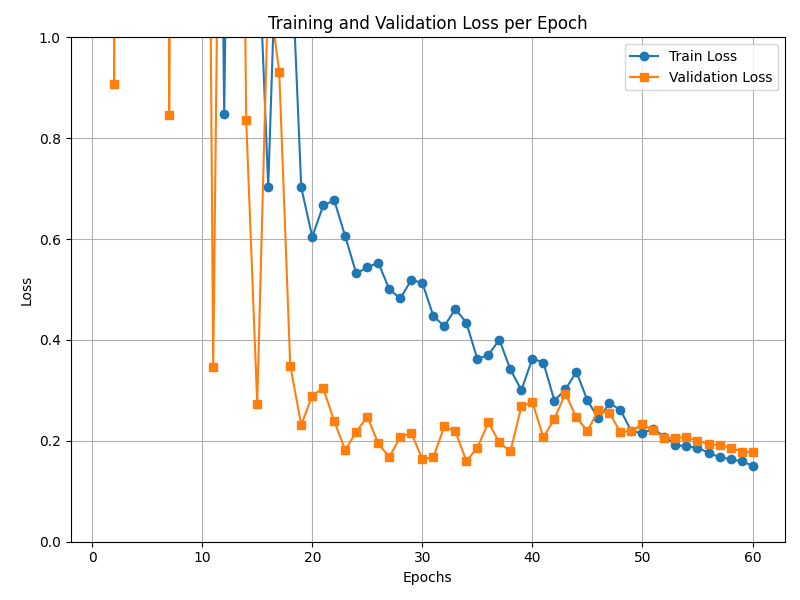 Training and Validation Loss per Epoch
Train Loss
Validation Loss
Loss
1.0
0.8
0.6
0.4
0.2
0.0
0 10 20 30 40 50 60
Epochs